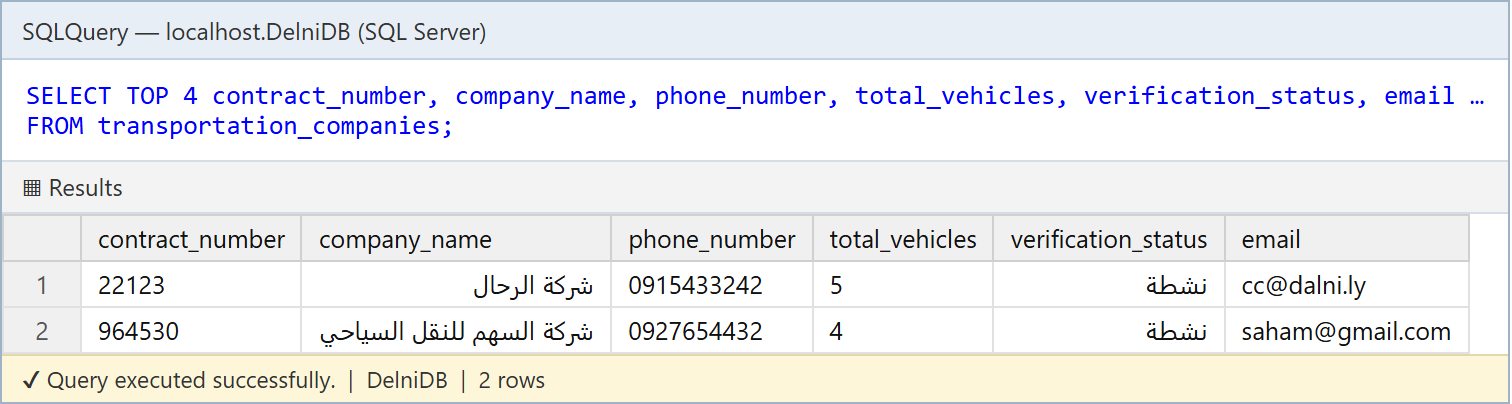 SQLQuery — localhost.DelniDB (SQL Server)
SELECT TOP 4 contract_number, company_name, phone_number, total_vehicles, verification_status, email …
FROM transportation_companies;
▦ Results
contract_number company_name phone_number total_vehicles verification_status email
1 22123 شركة الرحال 0915433242 5 نشطة cc@dalni.ly
2 964530 شركة السهم للنقل السياحي 0927654432 4 نشطة saham@gmail.com
✔ Query executed successfully. | DelniDB | 2 rows